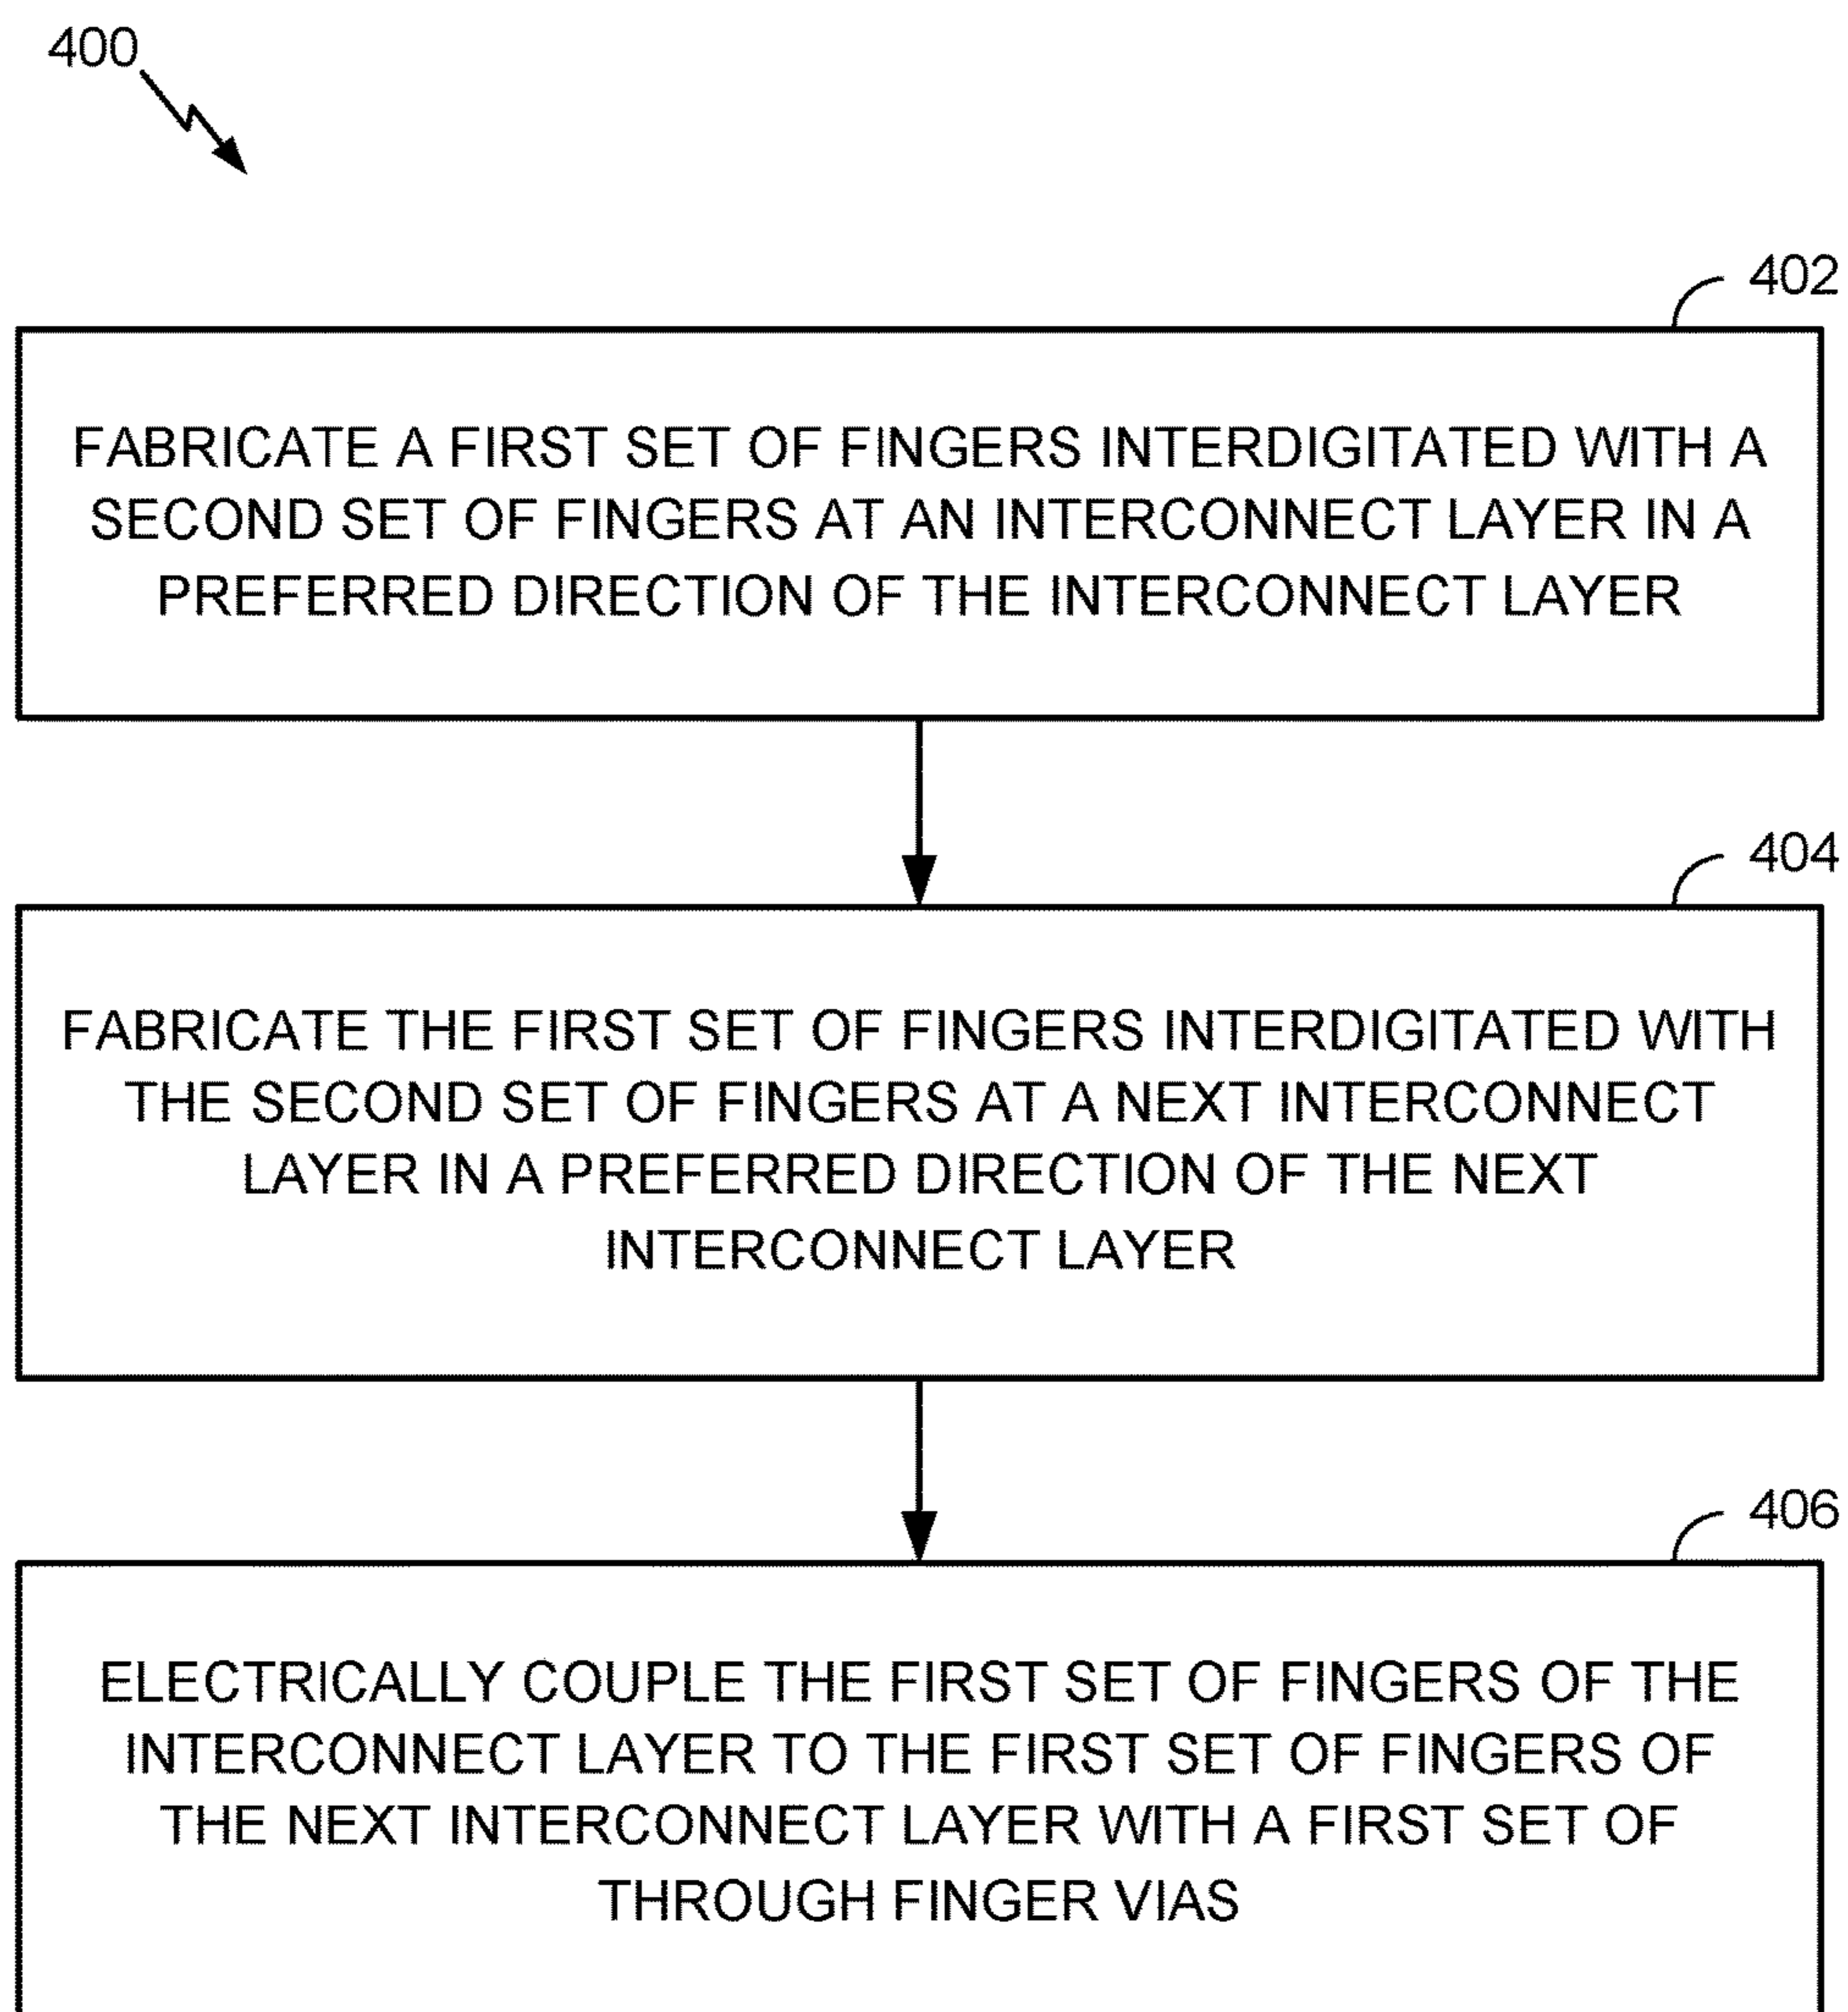 400
402
FABRICATE A FIRST SET OF FINGERS INTERDIGITATED WITH A
SECOND SET OF FINGERS AT AN INTERCONNECT LAYER IN A
PREFERRED DIRECTION OF THE INTERCONNECT LAYER
404
FABRICATE THE FIRST SET OF FINGERS INTERDIGITATED WITH
THE SECOND SET OF FINGERS AT A NEXT INTERCONNECT
LAYER IN A PREFERRED DIRECTION OF THE NEXT
INTERCONNECT LAYER
406
ELECTRICALLY COUPLE THE FIRST SET OF FINGERS OF THE
INTERCONNECT LAYER TO THE FIRST SET OF FINGERS OF
THE NEXT INTERCONNECT LAYER WITH A FIRST SET OF
THROUGH FINGER VIAS